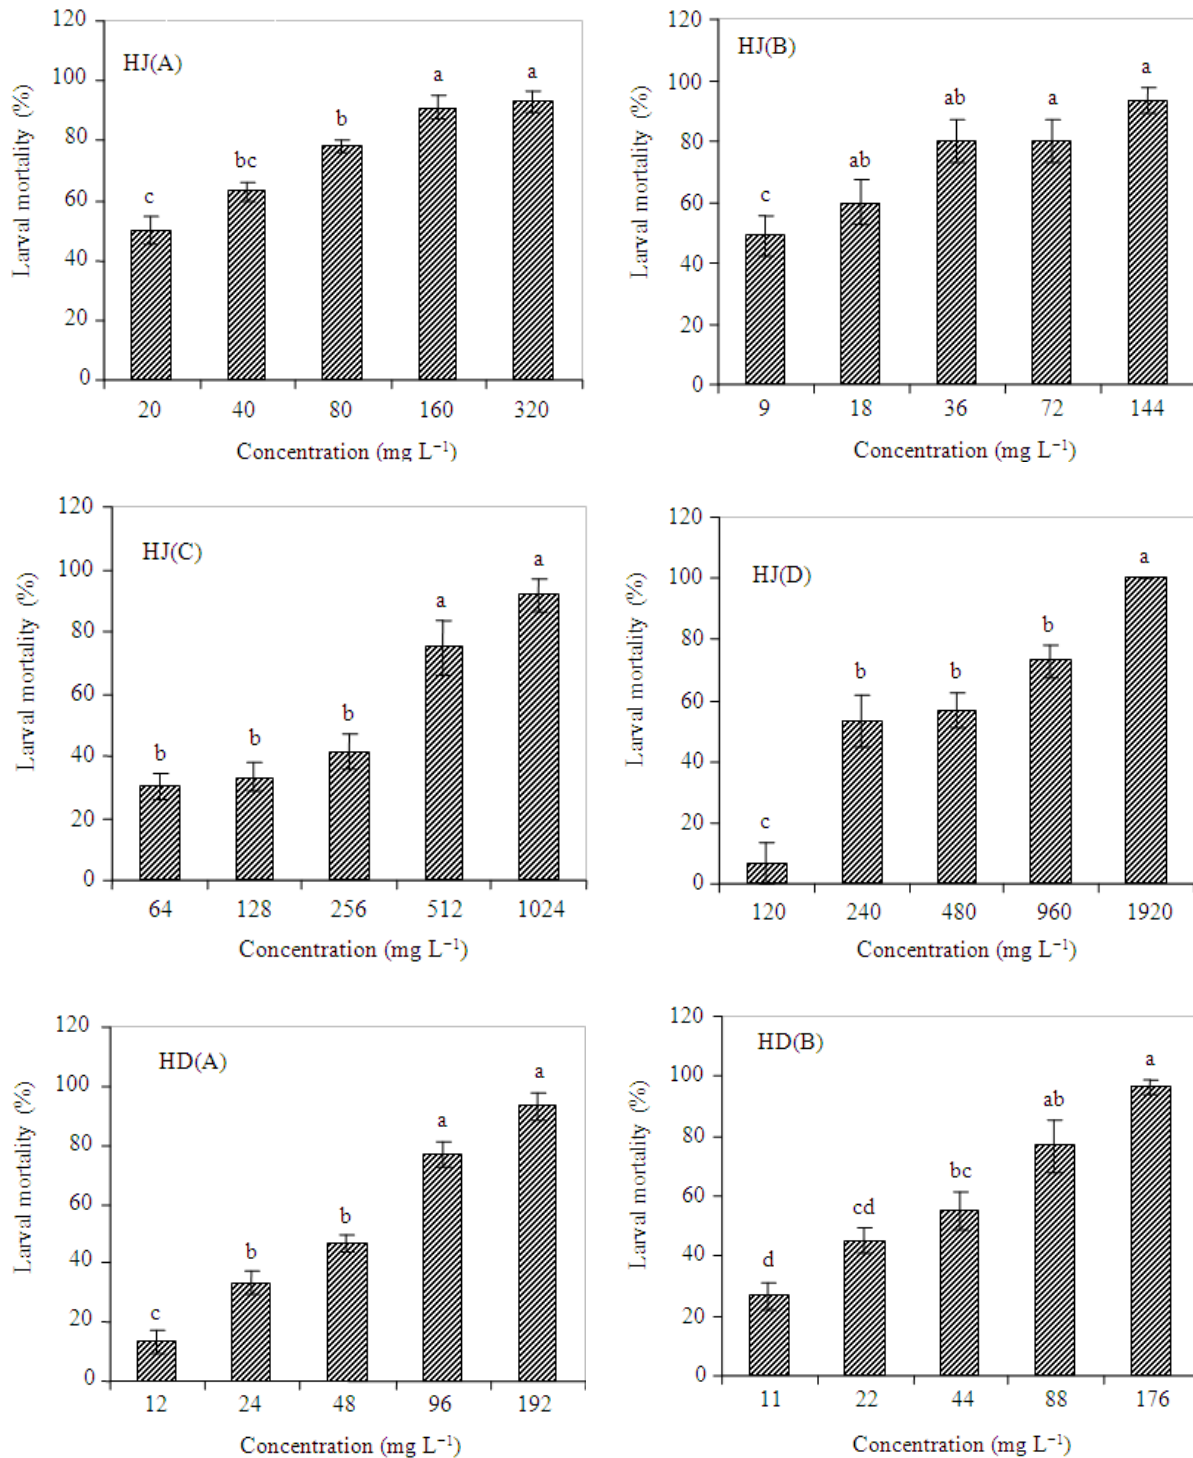 HJ(A)
Larval mortality (%)
120
100
80
60
40
20
0
c
bc
b
a
a
20 40 80 160 320
Concentration (mg L⁻¹)
HJ(B)
Larval mortality (%)
120
100
80
60
40
20
0
c
ab
ab
a
a
9 18 36 72 144
Concentration (mg L⁻¹)
HJ(C)
Larval mortality (%)
120
100
80
60
40
20
0
b
b
b
a
a
64 128 256 512 1024
Concentration (mg L⁻¹)
HJ(D)
Larval mortality (%)
120
100
80
60
40
20
0
c
b
b
b
a
120 240 480 960 1920
Concentration (mg L⁻¹)
HD(A)
Larval mortality (%)
120
100
80
60
40
20
0
c
b
b
a
a
12 24 48 96 192
Concentration (mg L⁻¹)
HD(B)
Larval mortality (%)
120
100
80
60
40
20
0
d
cd
bc
ab
a
11 22 44 88 176
Concentration (mg L⁻¹)